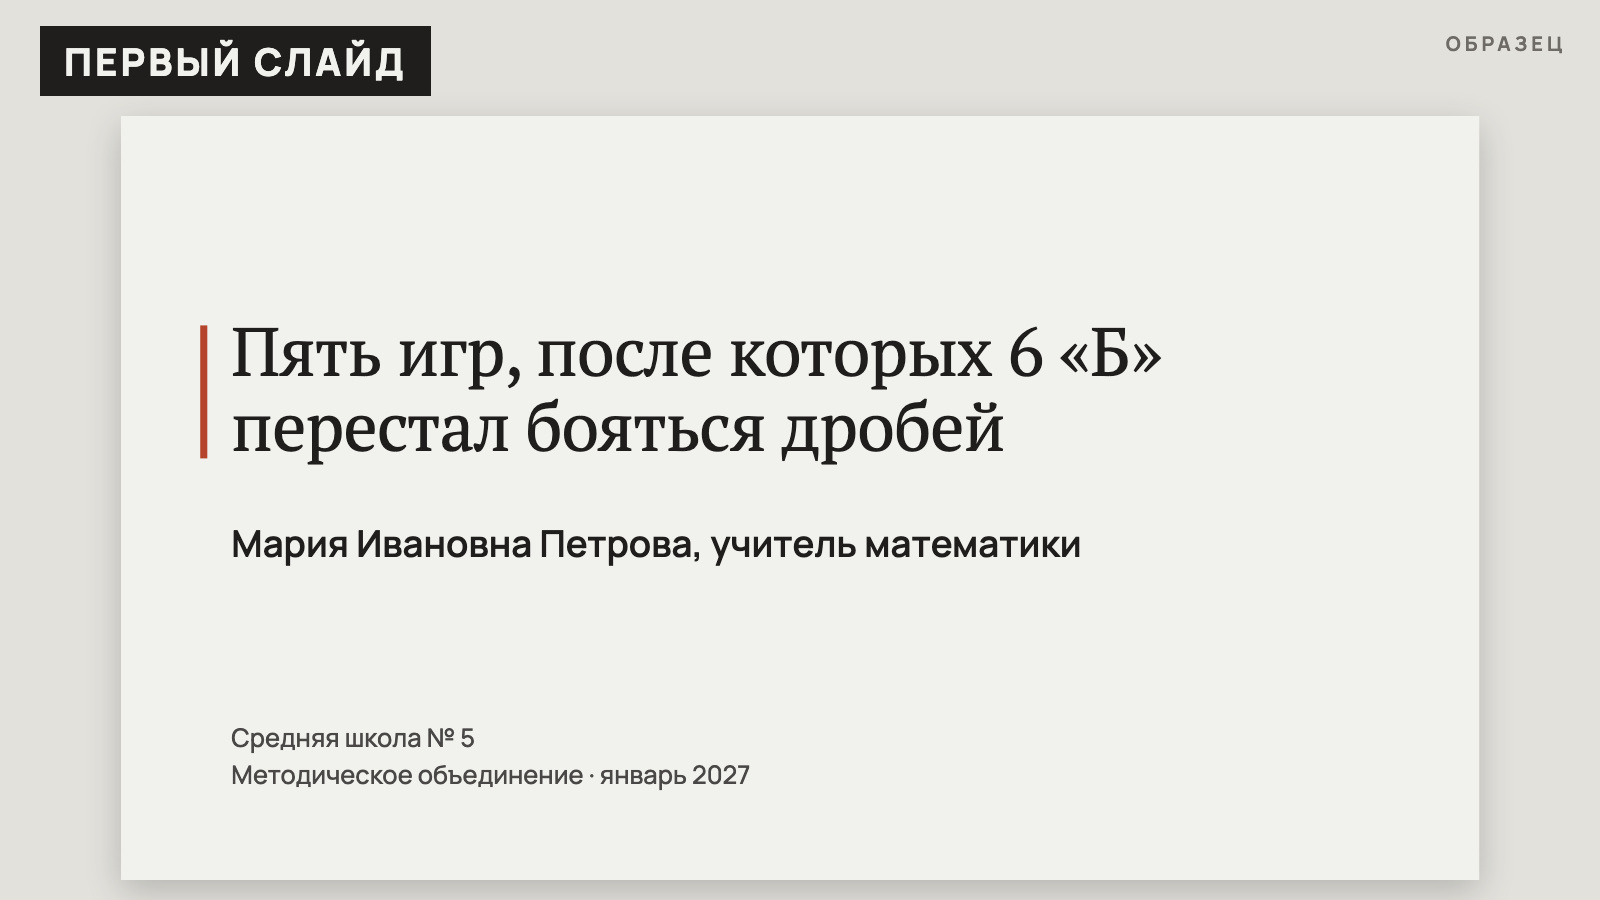 ПЕРВЫЙ СЛАЙД
ОБРАЗЕЦ
Пять игр, после которых 6 «Б»
перестал бояться дробей
Мария Ивановна Петрова, учитель математики
Средняя школа № 5
Методическое объединение · январь 2027